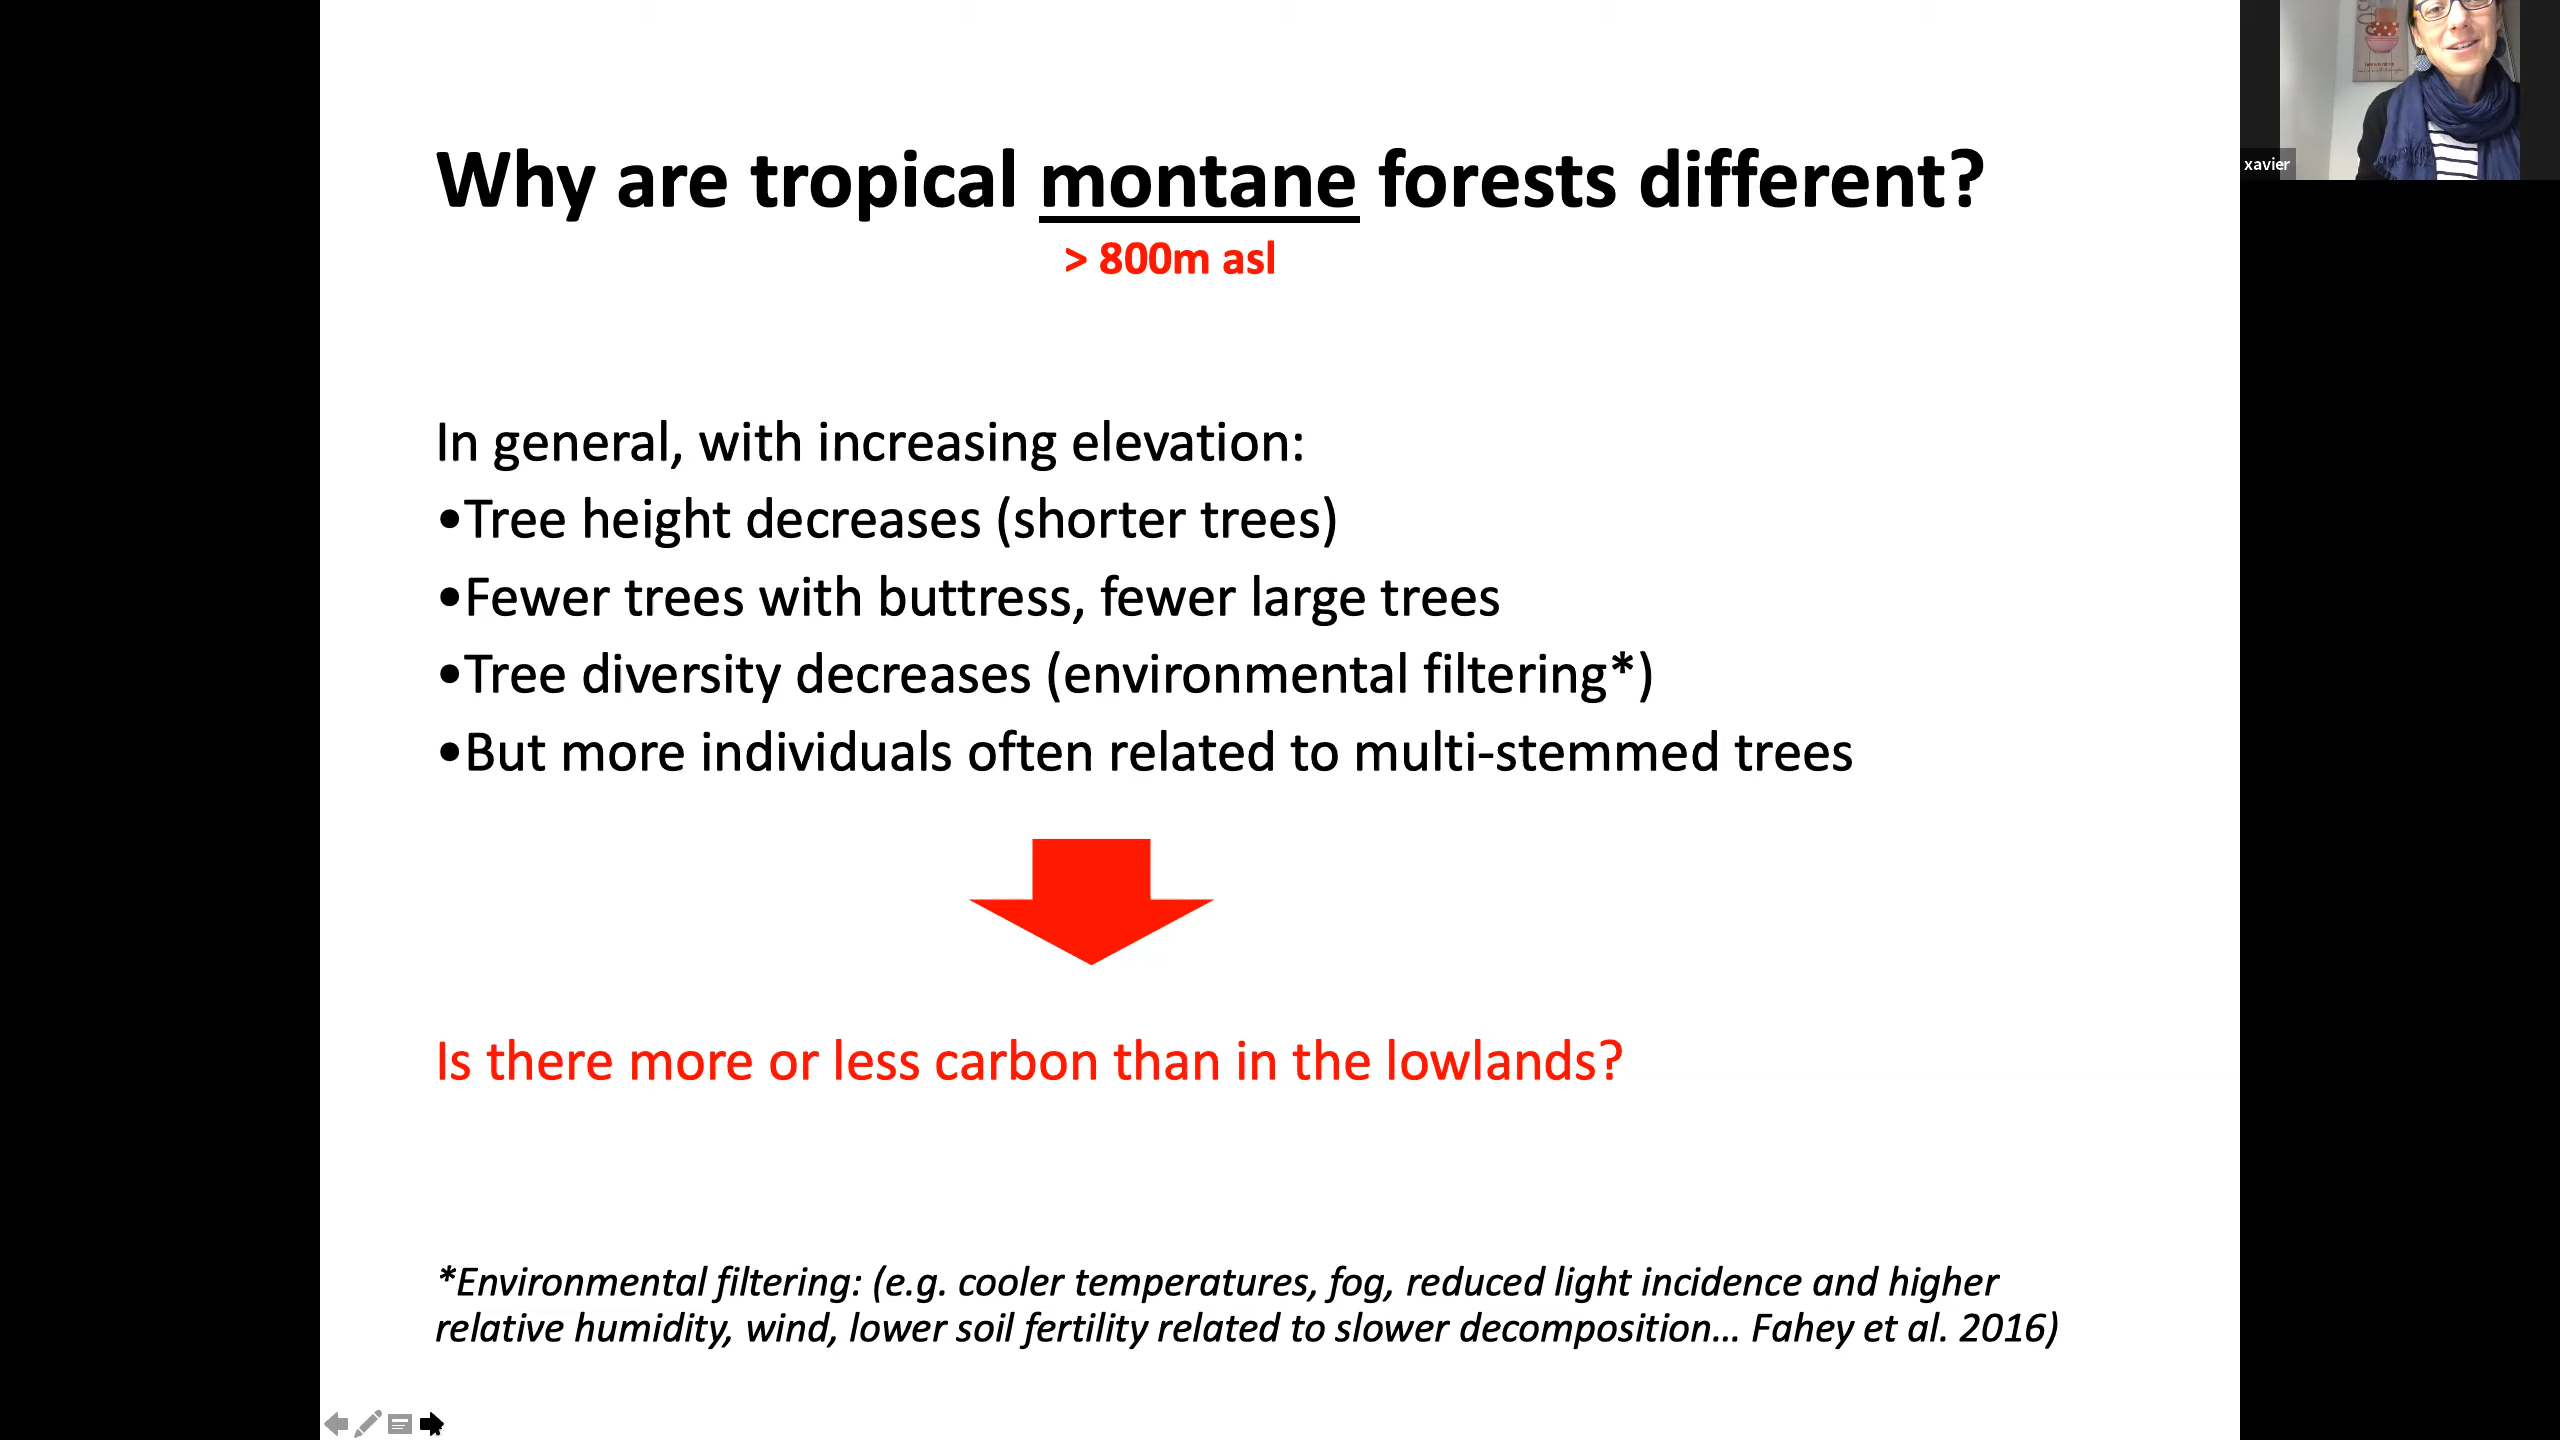 Why are tropical montane forests different?
> 800m asl
xavier
In general, with increasing elevation:
•Tree height decreases (shorter trees)
•Fewer trees with buttress, fewer large trees
•Tree diversity decreases (environmental filtering*)
•But more individuals often related to multi-stemmed trees
Is there more or less carbon than in the lowlands?
*Environmental filtering: (e.g. cooler temperatures, fog, reduced light incidence and higher
relative humidity, wind, lower soil fertility related to slower decomposition... Fahey et al. 2016)